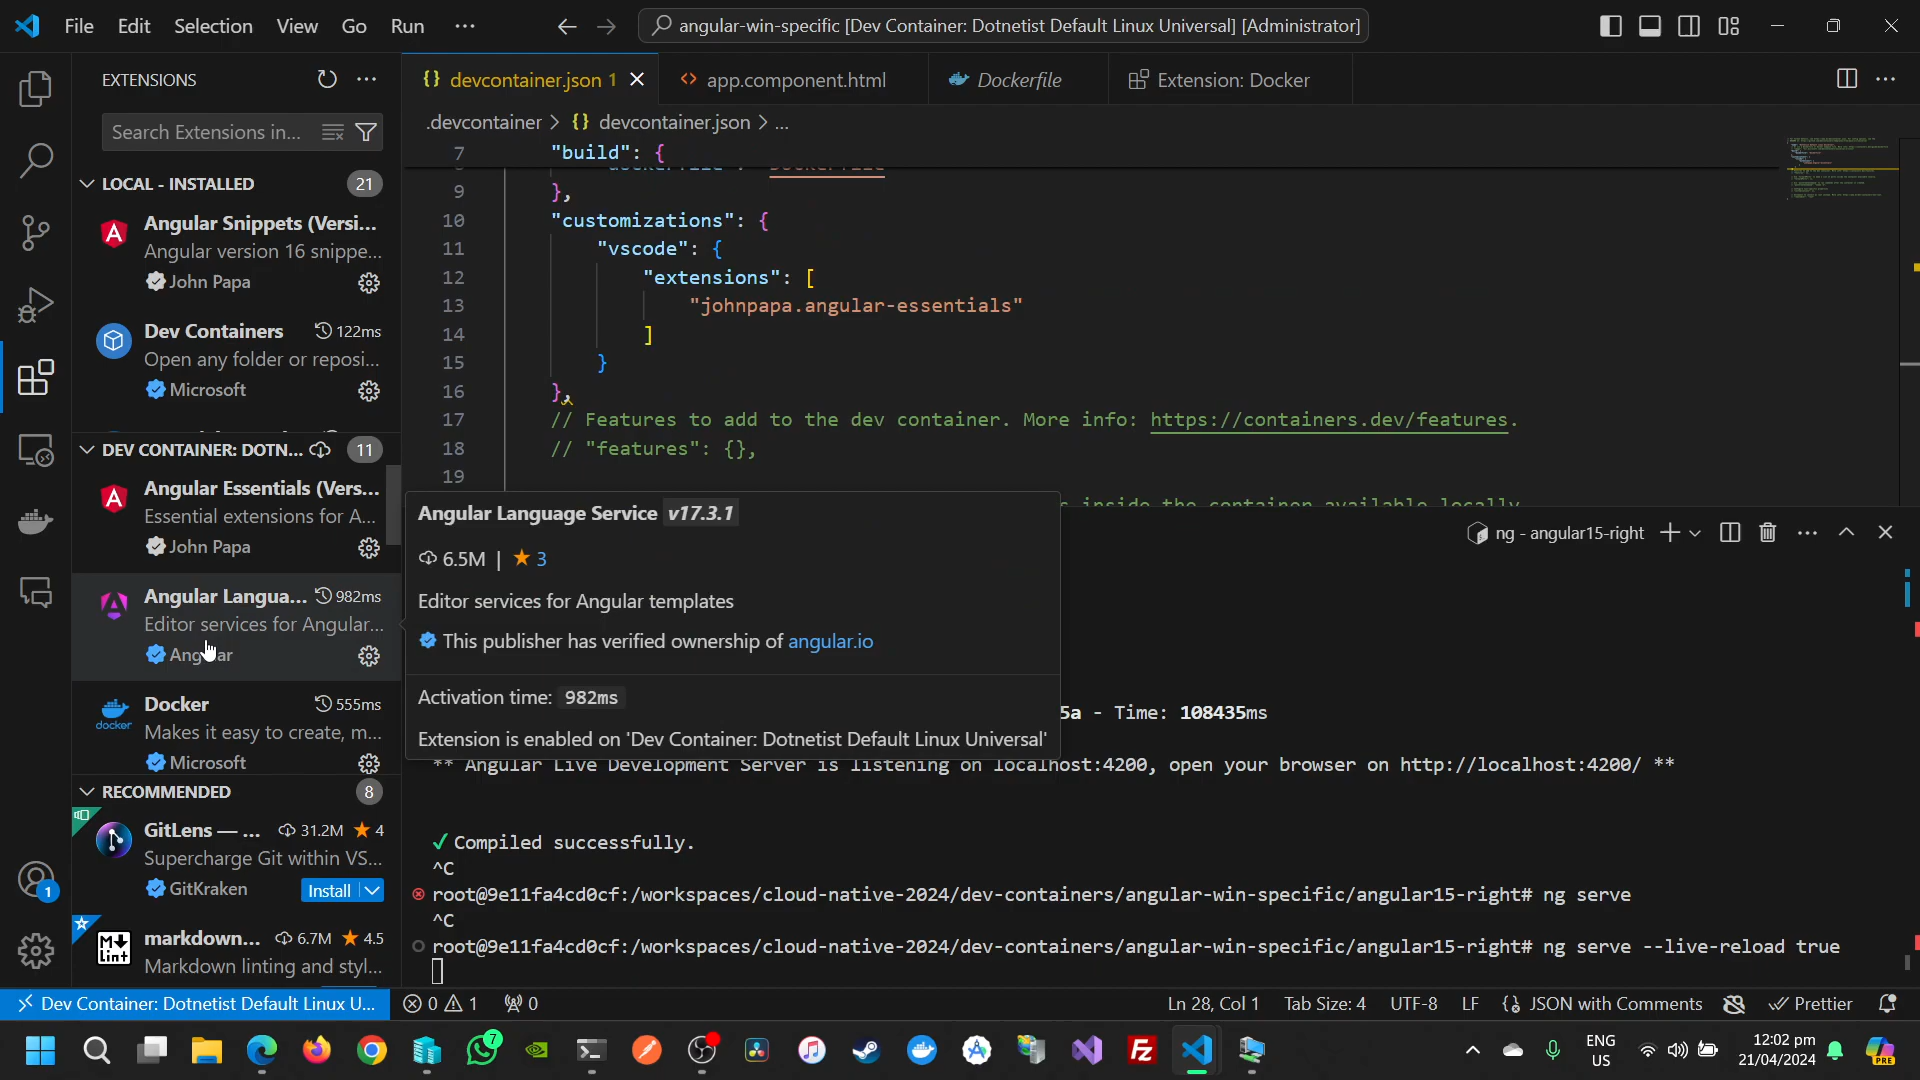 File Edit Selection View Go Run ...
angular-win-specific [Dev Container: Dotnetist Default Linux Universal] [Administrator]
EXTENSIONS
Search Extensions in...
LOCAL - INSTALLED 21
Angular Snippets (Versi...
Angular version 16 snippe...
John Papa
Dev Containers 122ms
Open any folder or reposi...
Microsoft
DEV CONTAINER: DOTN... 11
Angular Essentials (Vers...
Essential extensions for A...
John Papa
Angular Langua... 982ms
Editor services for Angular...
Angular
Docker 555ms
docker
Makes it easy to create, m...
Microsoft
RECOMMENDED 8
GitLens — ... 31.2M 4
Supercharge Git within VS...
GitKraken Install
markdown... 6.7M 4.5
Lint
Markdown linting and styl...
{} devcontainer.json 1 <> app.component.html Dockerfile Extension: Docker
.devcontainer > {} devcontainer.json > ...
7 "build": {
9 },
10 "customizations": {
11 "vscode": {
12 "extensions": [
13 "johnpapa.angular-essentials"
14 ]
15 }
16 },
17 // Features to add to the dev container. More info: https://containers.dev/features.
18 // "features": {},
19
inside the container available locally
Angular Language Service v17.3.1
6.5M | 3
Editor services for Angular templates
This publisher has verified ownership of angular.io
Activation time: 982ms
Extension is enabled on 'Dev Container: Dotnetist Default Linux Universal'
ng - angular15-right
5a - Time: 108435ms
** Angular Live Development Server is listening on localhost:4200, open your browser on http://localhost:4200/ **
✓ Compiled successfully.
^C
root@9e11fa4cd0cf:/workspaces/cloud-native-2024/dev-containers/angular-win-specific/angular15-right# ng serve
^C
root@9e11fa4cd0cf:/workspaces/cloud-native-2024/dev-containers/angular-win-specific/angular15-right# ng serve --live-reload true
1
Dev Container: Dotnetist Default Linux U... 0 1 0 Ln 28, Col 1 Tab Size: 4 UTF-8 LF {} JSON with Comments Prettier
7
ENG
US
12:02 pm
21/04/2024
PRE